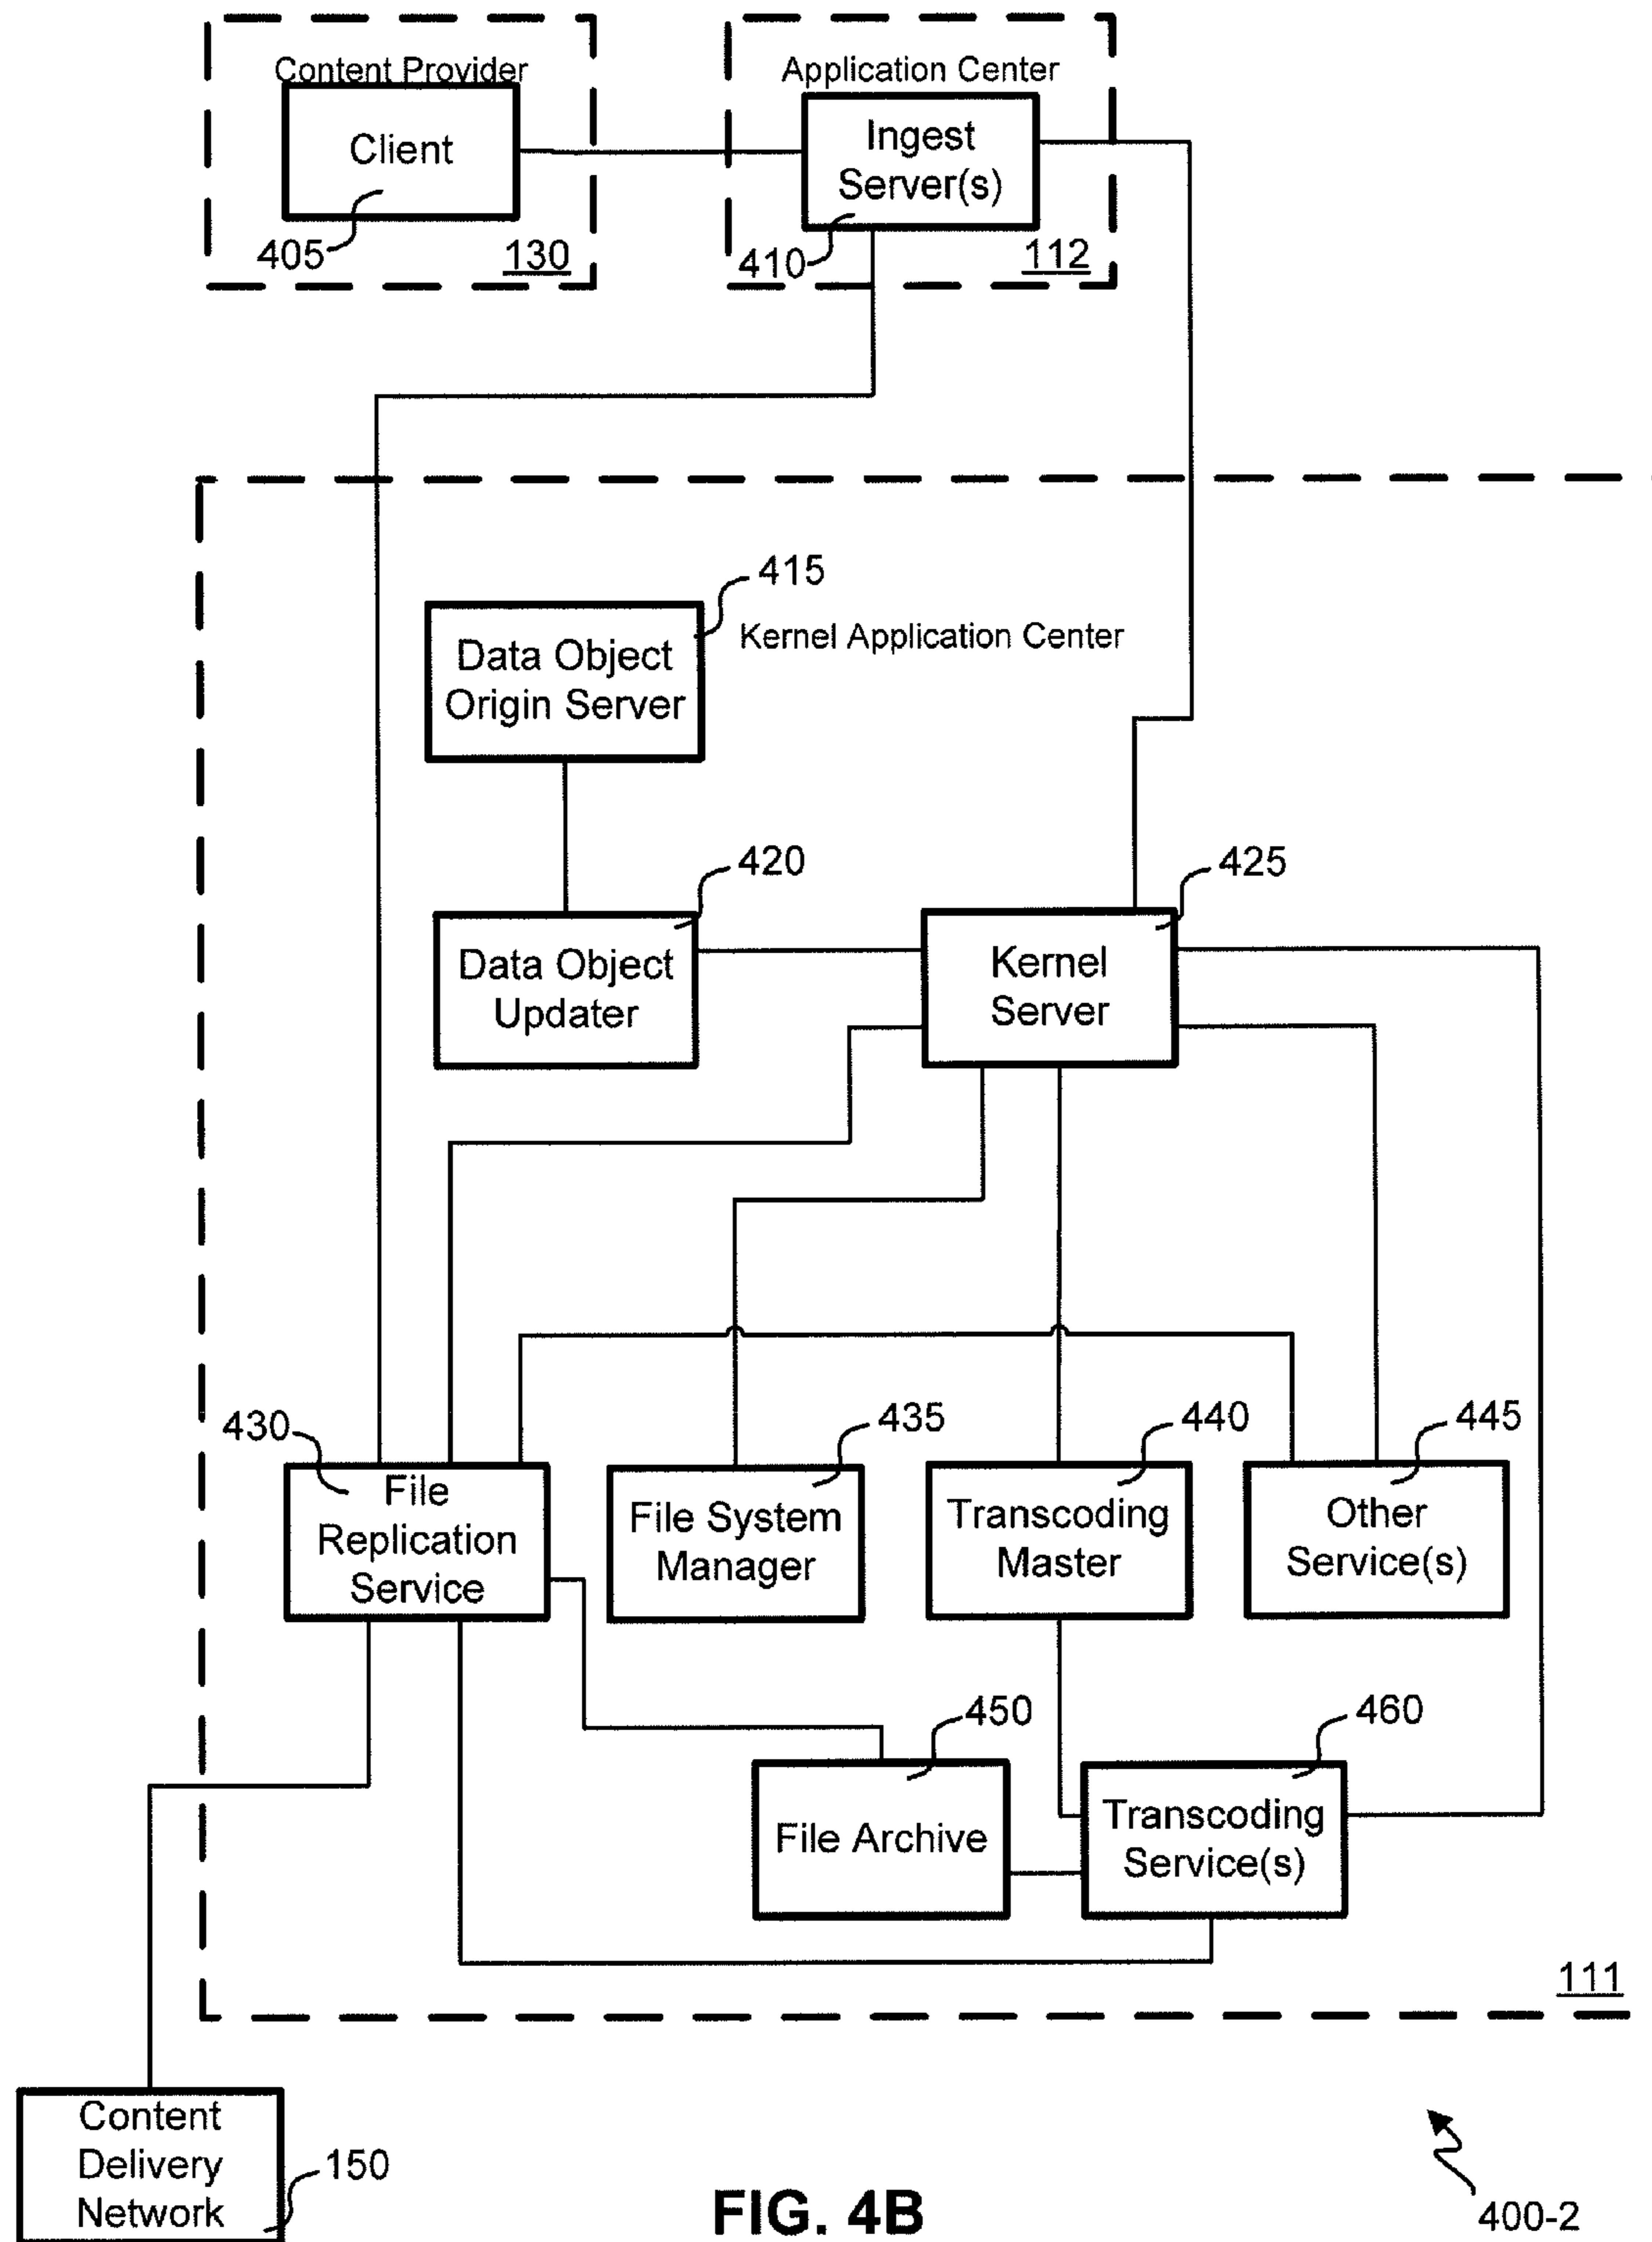 Content Provider
Client
405
130
Application Center
Ingest
Server(s)
410
112
415
Data Object
Origin Server
Kernel Application Center
420
Data Object
Updater
425
Kernel
Server
430
File
Replication
Service
435
File System
Manager
440
Transcoding
Master
445
Other
Service(s)
450
File Archive
460
Transcoding
Service(s)
111
Content
Delivery
Network
150
FIG. 4B
400-2